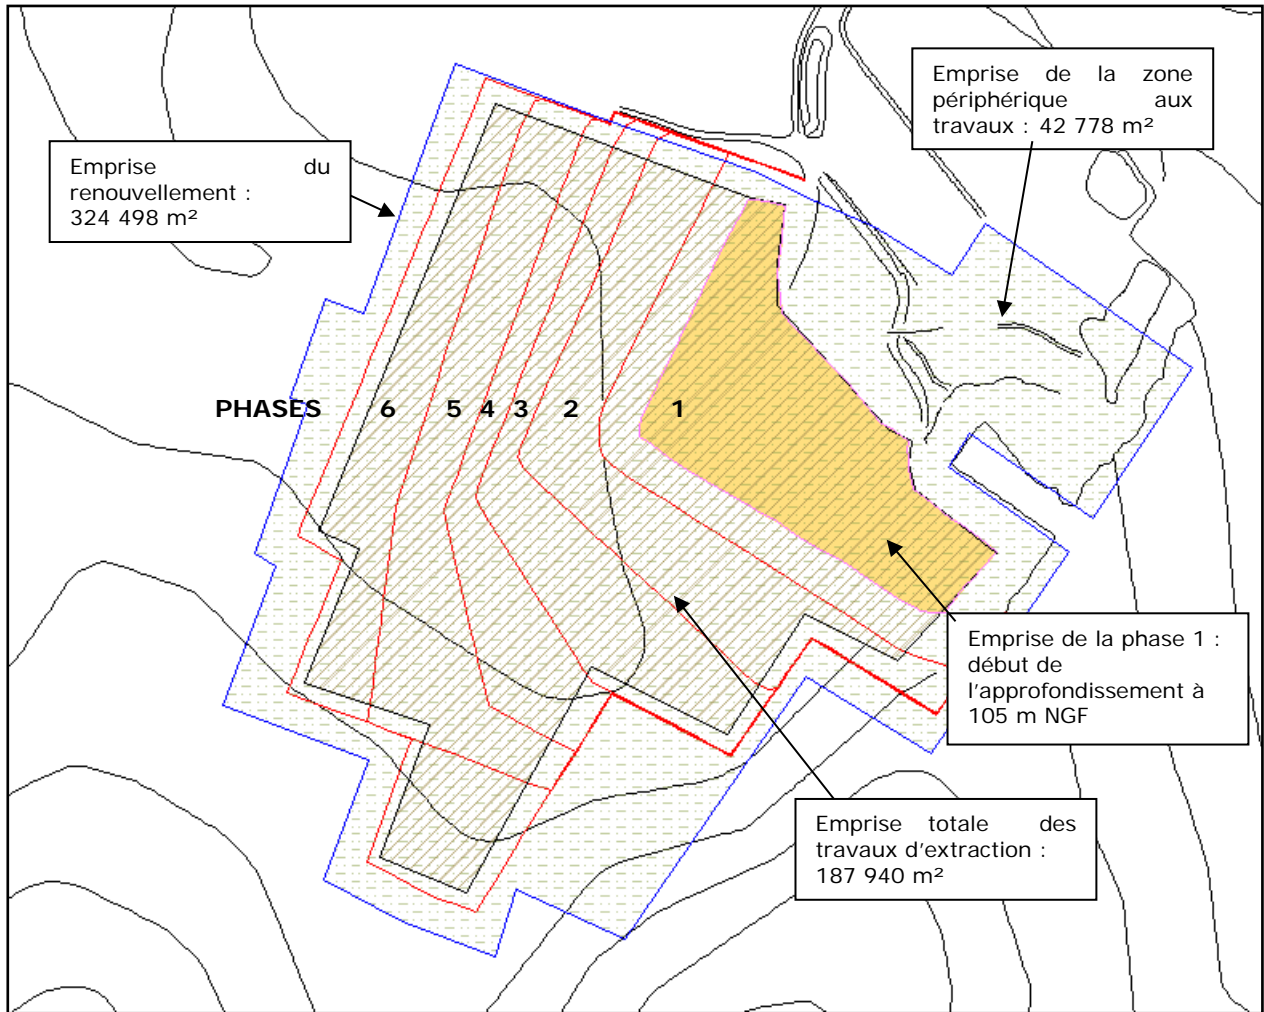 Emprise de la zone
périphérique aux
travaux : 42 778 m²
Emprise du
renouvellement :
324 498 m²
PHASES 6 5 4 3 2 1
Emprise de la phase 1 :
début de
l'approfondissement à
105 m NGF
Emprise totale des
travaux d'extraction :
187 940 m²